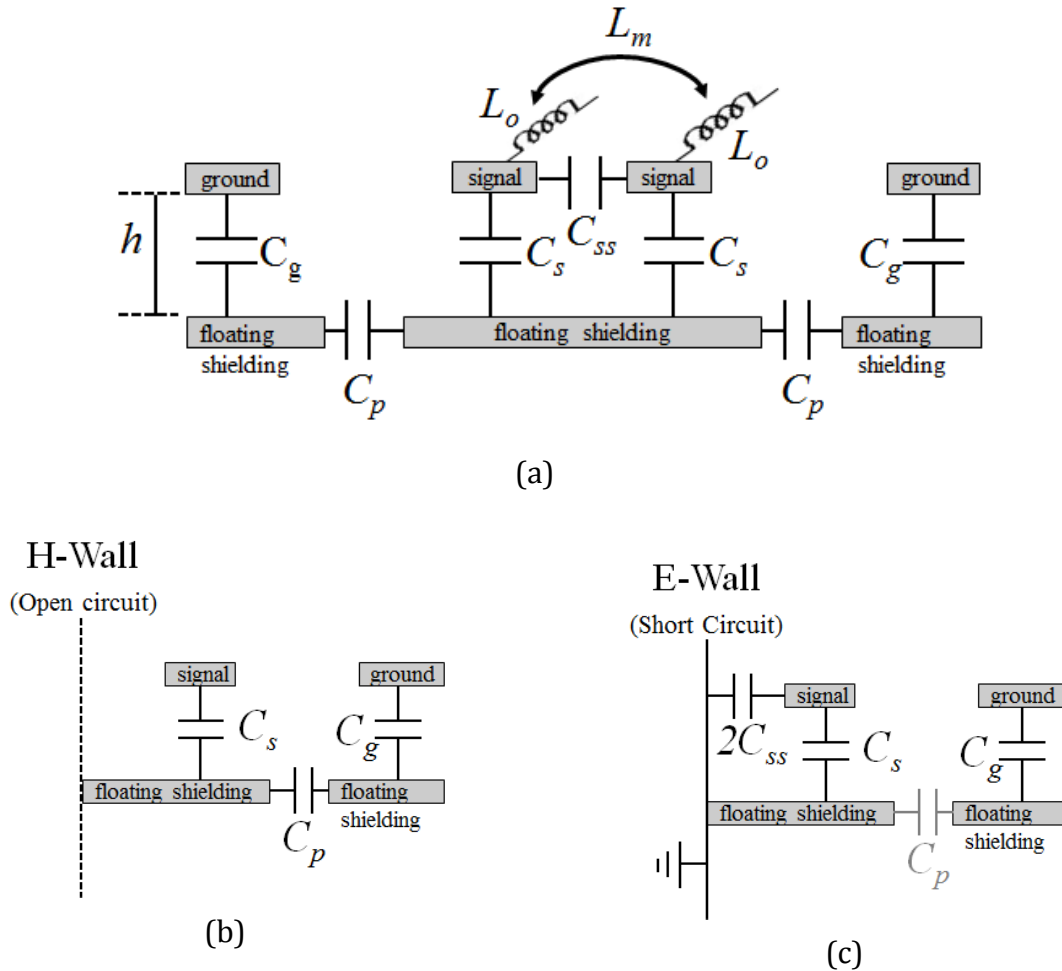 L_m
L_o
L_o
ground
signal
signal
ground
C_ss
h
C_g
C_s
C_s
C_g
floating
shielding
floating shielding
floating
shielding
C_p
C_p
(a)
H-Wall
(Open circuit)
signal
ground
C_s
C_g
floating shielding
floating
shielding
C_p
(b)
E-Wall
(Short Circuit)
signal
ground
2C_ss
C_s
C_g
floating shielding
floating
shielding
C_p
(c)